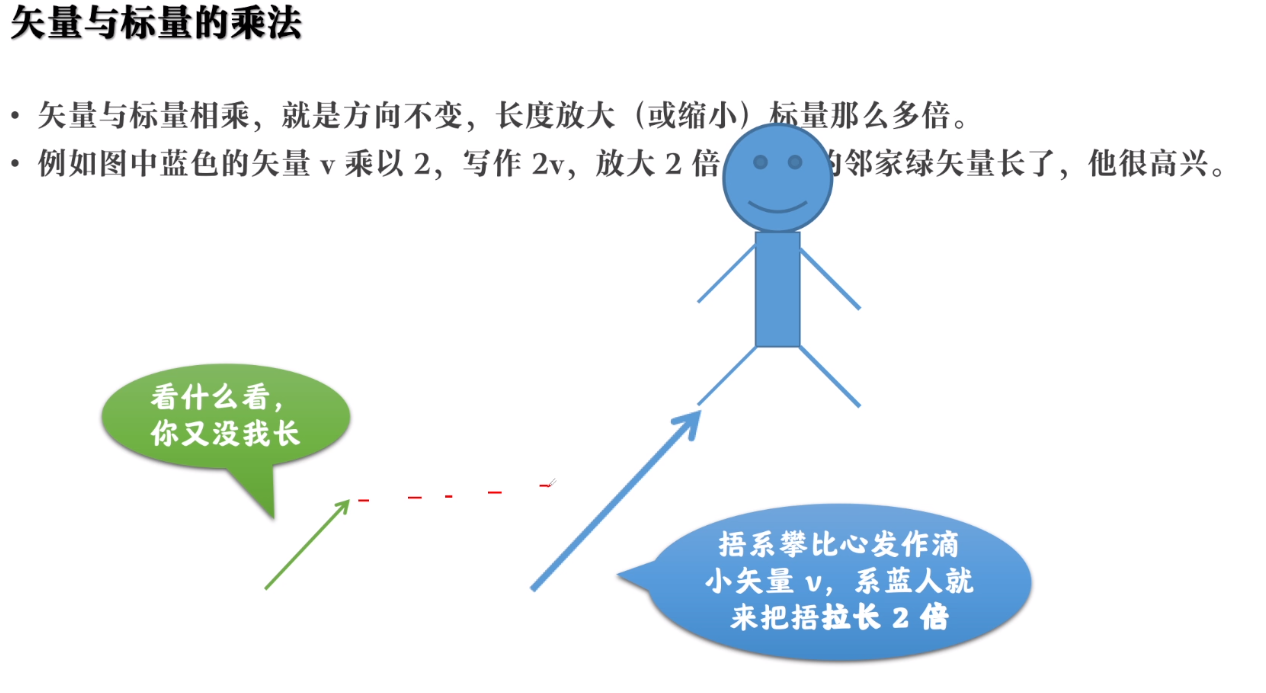 矢量与标量的乘法
• 矢量与标量相乘，就是方向不变，长度放大（或缩小）标量那么多倍。
• 例如图中蓝色的矢量 v 乘以 2，写作 2v，放大 2 倍 的邻家绿矢量长了，他很高兴。
看什么看，
你又没我长
捂系攀比心发作滴
小矢量 v，系蓝人就
来把捂拉长 2 倍